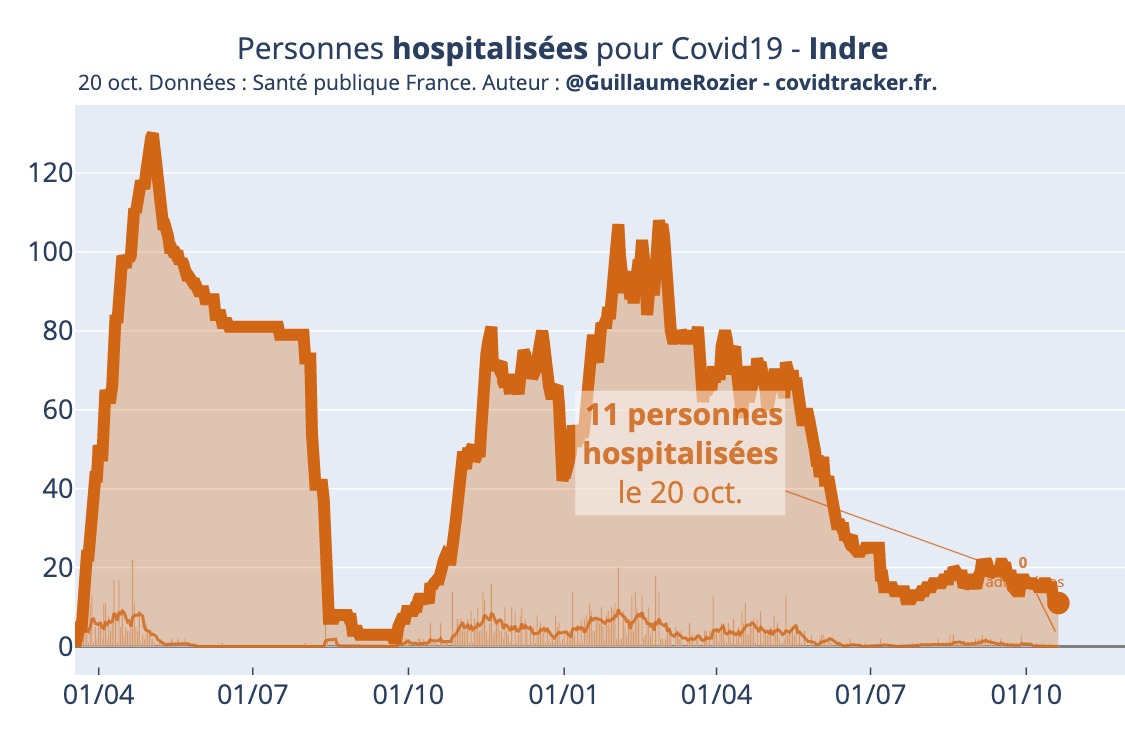 Personnes hospitalisées pour Covid19 - Indre
20 oct. Données : Santé publique France. Auteur : @GuillaumeRozier - covidtracker.fr.
120
100
80
60
40
20
0
11 personnes
hospitalisées
le 20 oct.
0
01/04 01/07 01/10 01/01 01/04 01/07 01/10